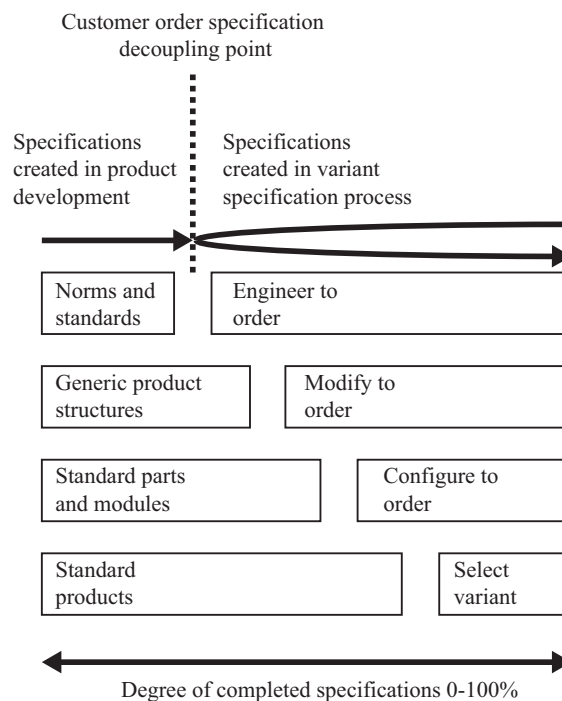 Customer order specification
decoupling point
Specifications
created in product
development
Specifications
created in variant
specification process
Norms and
standards
Engineer to
order
Generic product
structures
Modify to
order
Standard parts
and modules
Configure to
order
Standard
products
Select
variant
Degree of completed specifications 0-100%